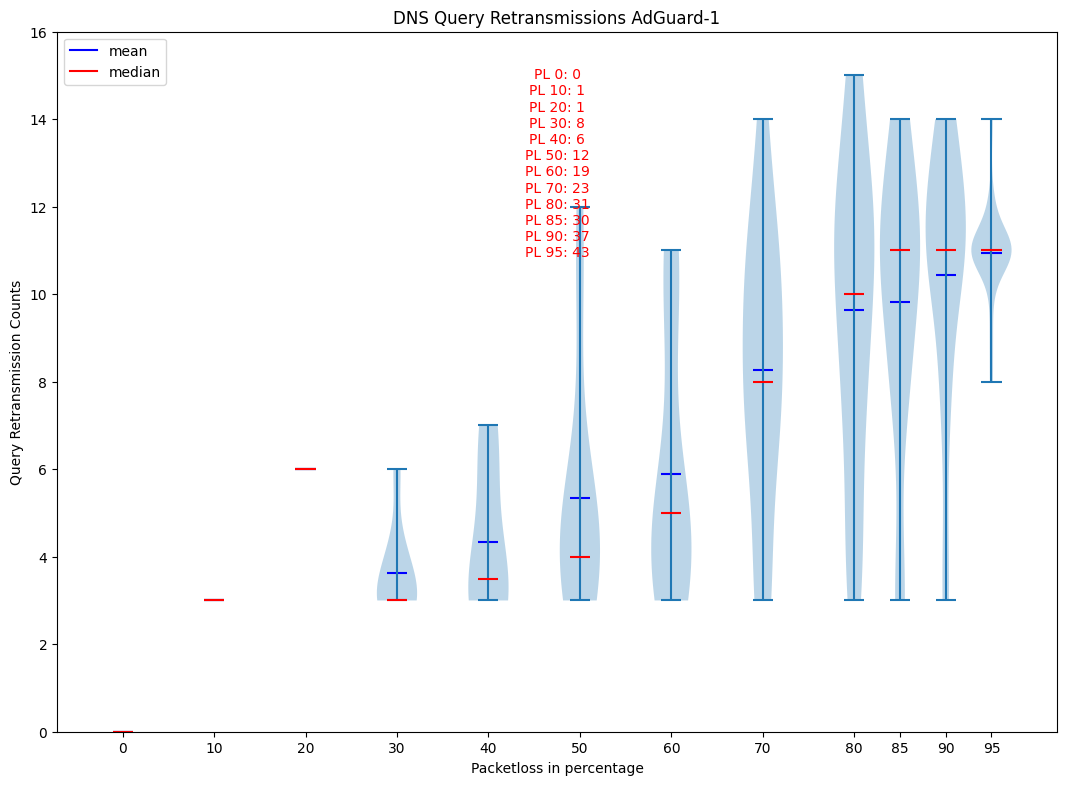 DNS Query Retransmissions AdGuard-1
mean
median
PL 0: 0
PL 10: 1
PL 20: 1
PL 30: 8
PL 40: 6
PL 50: 12
PL 60: 19
PL 70: 23
PL 80: 31
PL 85: 30
PL 90: 37
PL 95: 43
16
14
12
10
8
6
4
2
0
Query Retransmission Counts
0 10 20 30 40 50 60 70 80 85 90 95
Packetloss in percentage